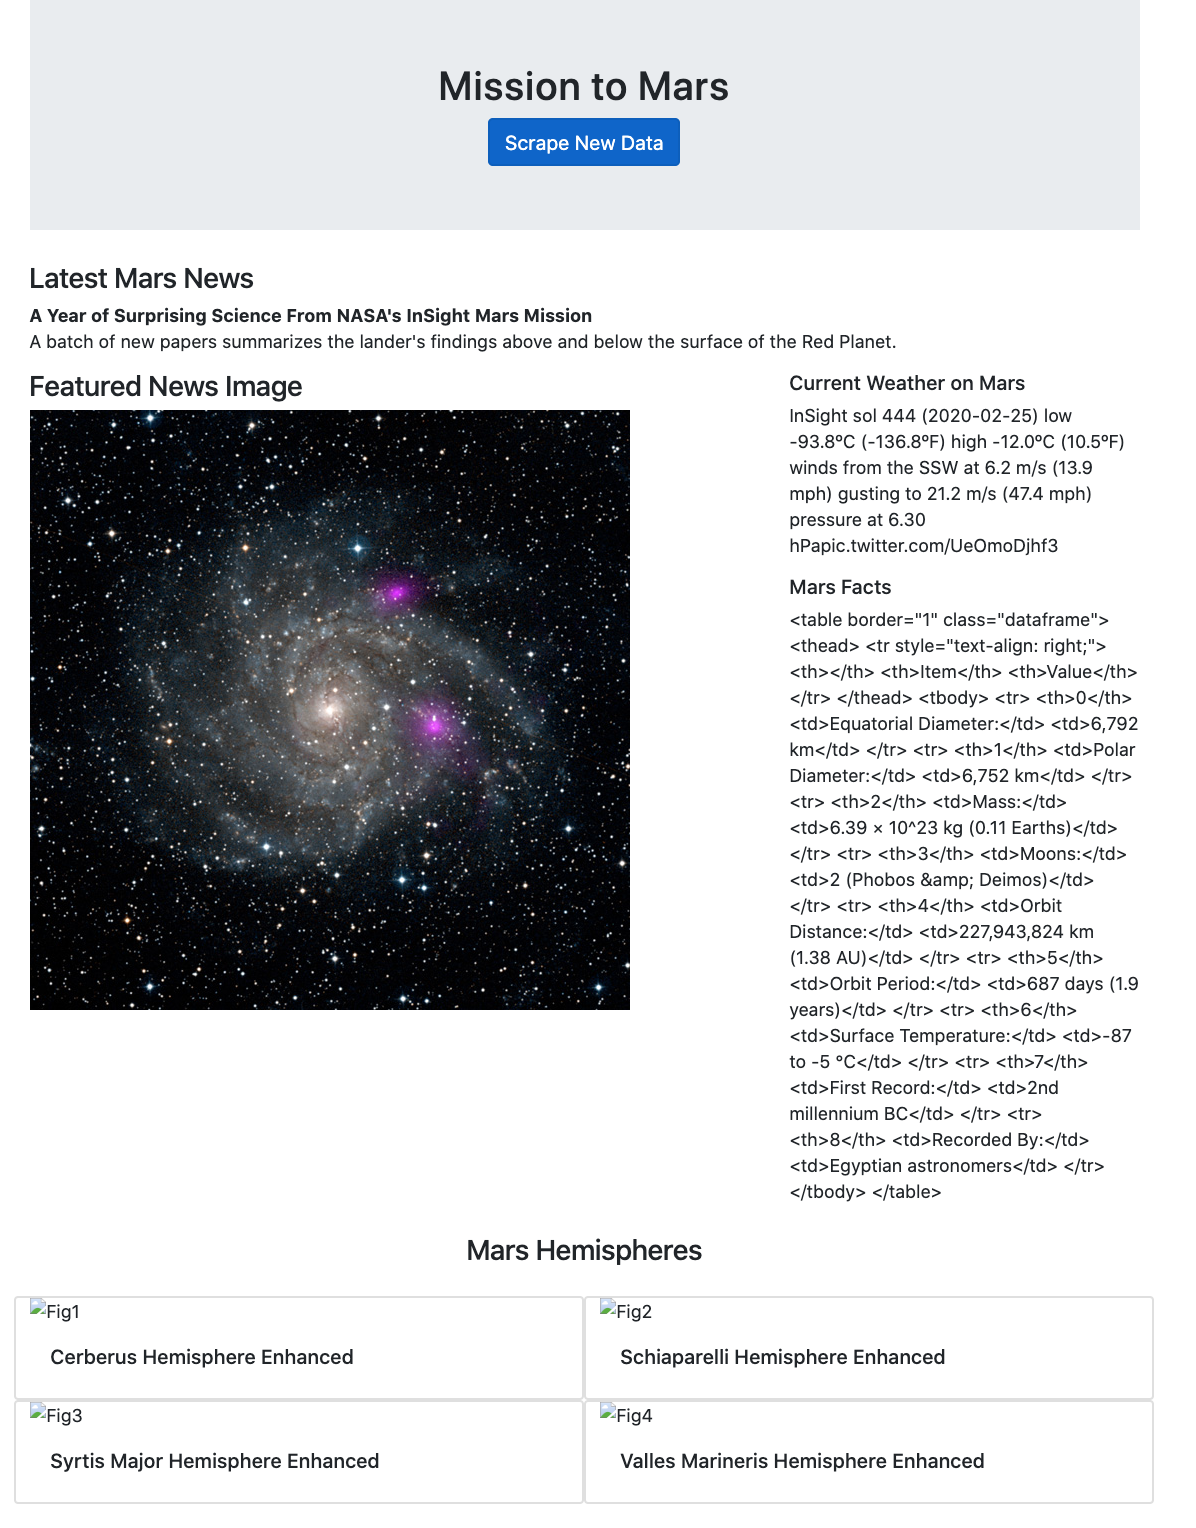 Mission to Mars
Scrape New Data
Latest Mars News
A Year of Surprising Science From NASA's InSight Mars Mission
A batch of new papers summarizes the lander's findings above and below the surface of the Red Planet.
Featured News Image
Current Weather on Mars
InSight sol 444 (2020-02-25) low
-93.8ºC (-136.8ºF) high -12.0ºC (10.5ºF)
winds from the SSW at 6.2 m/s (13.9
mph) gusting to 21.2 m/s (47.4 mph)
pressure at 6.30
hPapic.twitter.com/UeOmoDjhf3
Mars Facts
<table border="1" class="dataframe">
<thead> <tr style="text-align: right;">
<th></th> <th>Item</th> <th>Value</th>
</tr> </thead> <tbody> <tr> <th>0</th>
<td>Equatorial Diameter:</td> <td>6,792
km</td> </tr> <tr> <th>1</th> <td>Polar
Diameter:</td> <td>6,752 km</td> </tr>
<tr> <th>2</th> <td>Mass:</td>
<td>6.39 × 10^23 kg (0.11 Earths)</td>
</tr> <tr> <th>3</th> <td>Moons:</td>
<td>2 (Phobos &amp; Deimos)</td>
</tr> <tr> <th>4</th> <td>Orbit
Distance:</td> <td>227,943,824 km
(1.38 AU)</td> </tr> <tr> <th>5</th>
<td>Orbit Period:</td> <td>687 days (1.9
years)</td> </tr> <tr> <th>6</th>
<td>Surface Temperature:</td> <td>-87
to -5 °C</td> </tr> <tr> <th>7</th>
<td>First Record:</td> <td>2nd
millennium BC</td> </tr> <tr>
<th>8</th> <td>Recorded By:</td>
<td>Egyptian astronomers</td> </tr>
</tbody> </table>
Mars Hemispheres
Fig1
Cerberus Hemisphere Enhanced
Fig2
Schiaparelli Hemisphere Enhanced
Fig3
Syrtis Major Hemisphere Enhanced
Fig4
Valles Marineris Hemisphere Enhanced